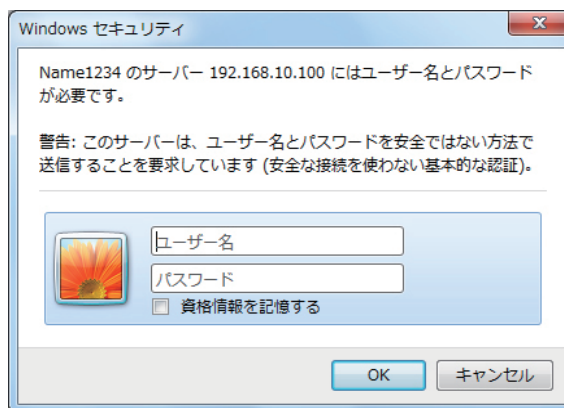 Windows セキュリティ
Name1234 のサーバー 192.168.10.100 にはユーザー名とパスワード
が必要です。
警告: このサーバーは、ユーザー名とパスワードを安全ではない方法で
送信することを要求しています (安全な接続を使わない基本的な認証)。
ユーザー名
パスワード
資格情報を記憶する
OK
キャンセル